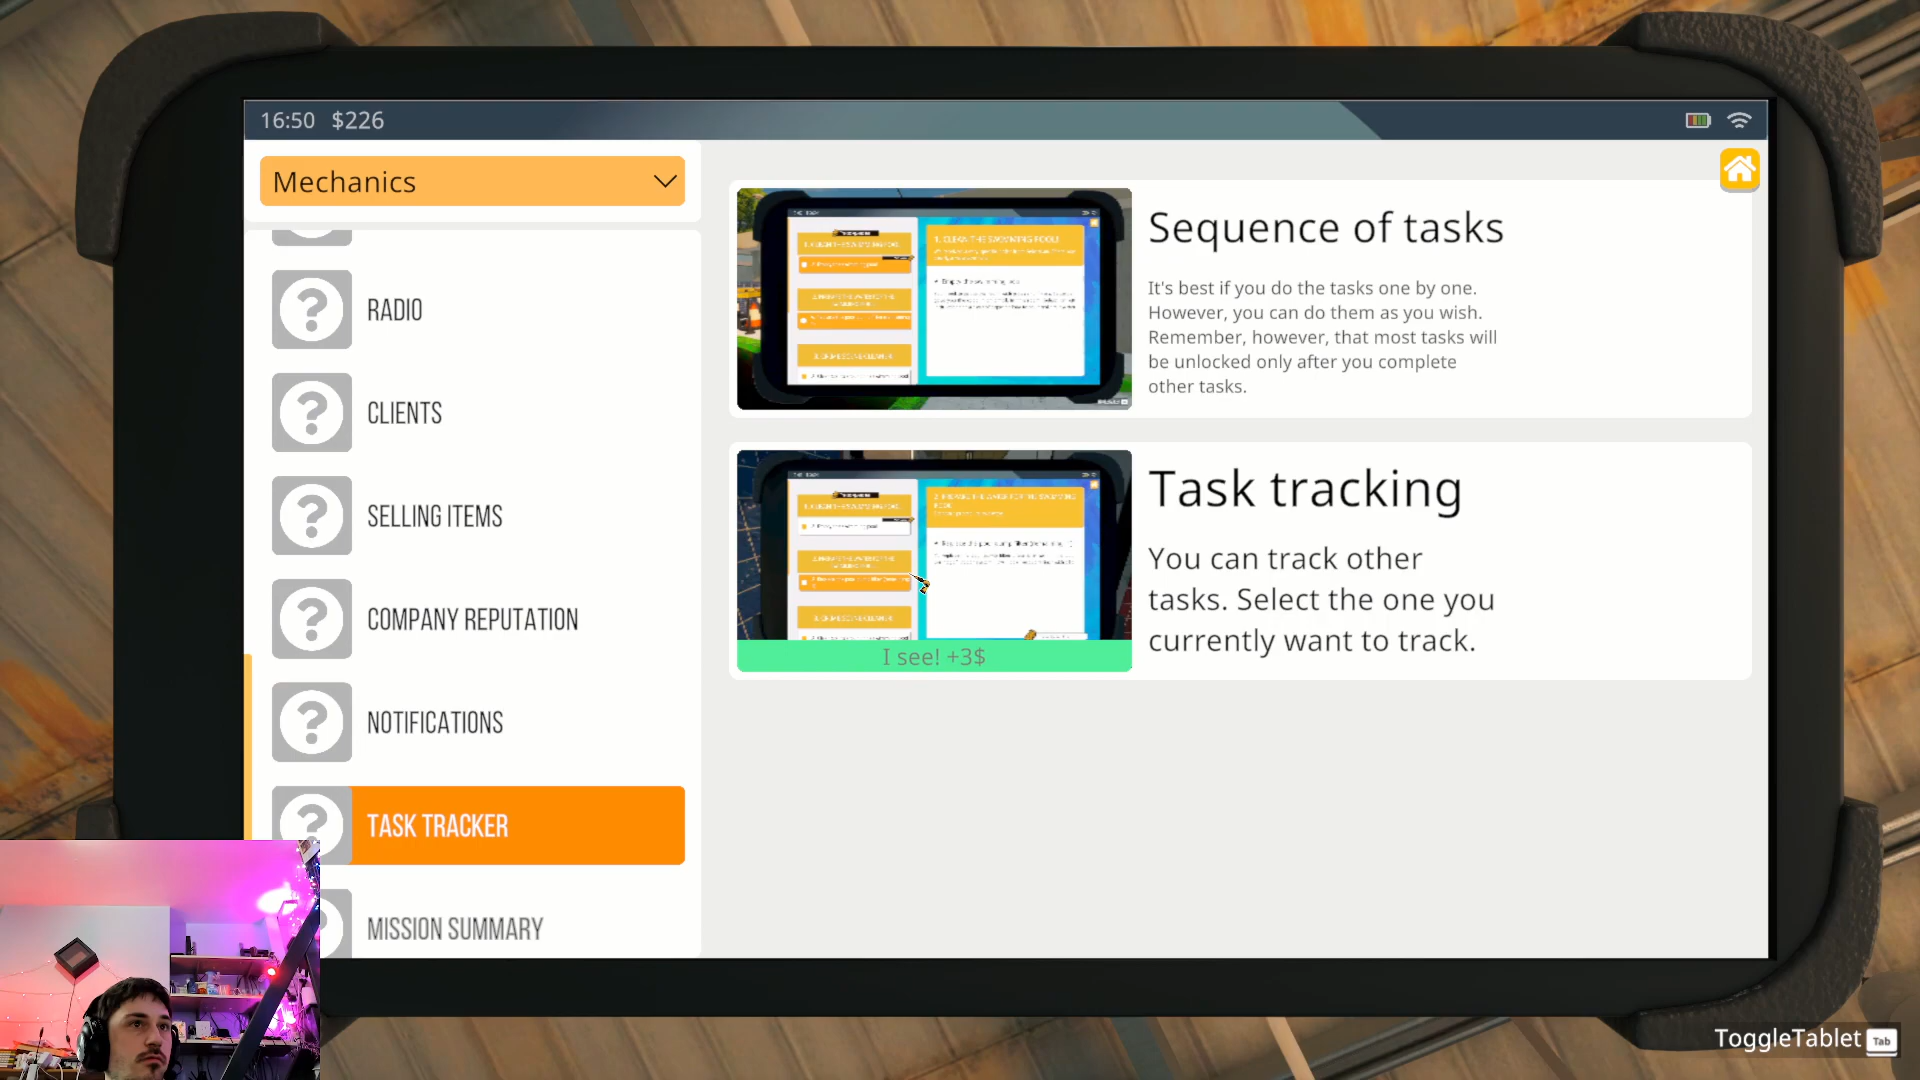 16:50 $226
Mechanics
RADIO
CLIENTS
SELLING ITEMS
COMPANY REPUTATION
NOTIFICATIONS
TASK TRACKER
MISSION SUMMARY
Sequence of tasks
It's best if you do the tasks one by one.
However, you can do them as you wish.
Remember, however, that most tasks will
be unlocked only after you complete
other tasks.
Task tracking
You can track other
tasks. Select the one you
currently want to track.
I see! +3$
ToggleTablet Tab